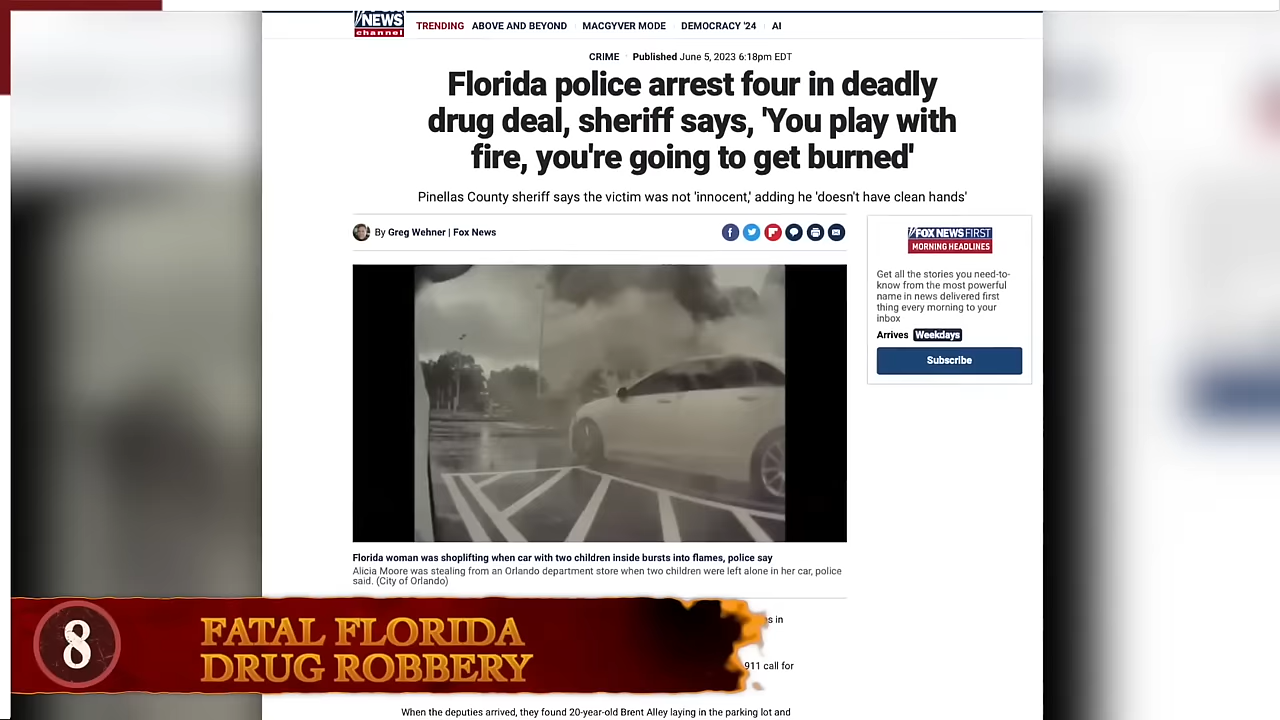 NEWS
channel
TRENDING ABOVE AND BEYOND MACGYVER MODE DEMOCRACY '24 AI
CRIME · Published June 5, 2023 6:18pm EDT
Florida police arrest four in deadly
drug deal, sheriff says, 'You play with
fire, you're going to get burned'
Pinellas County sheriff says the victim was not 'innocent,' adding he 'doesn't have clean hands'
By Greg Wehner | Fox News
f
FOX NEWS FIRST
MORNING HEADLINES
Get all the stories you need-to-
know from the most powerful
name in news delivered first
thing every morning to your
inbox
Arrives Weekdays
Subscribe
Florida woman was shoplifting when car with two children inside bursts into flames, police say
Alicia Moore was stealing from an Orlando department store when two children were left alone in her car, police
said. (City of Orlando)
in
911 call for
8
FATAL FLORIDA
DRUG ROBBERY
When the deputies arrived, they found 20-year-old Brent Alley laying in the parking lot and